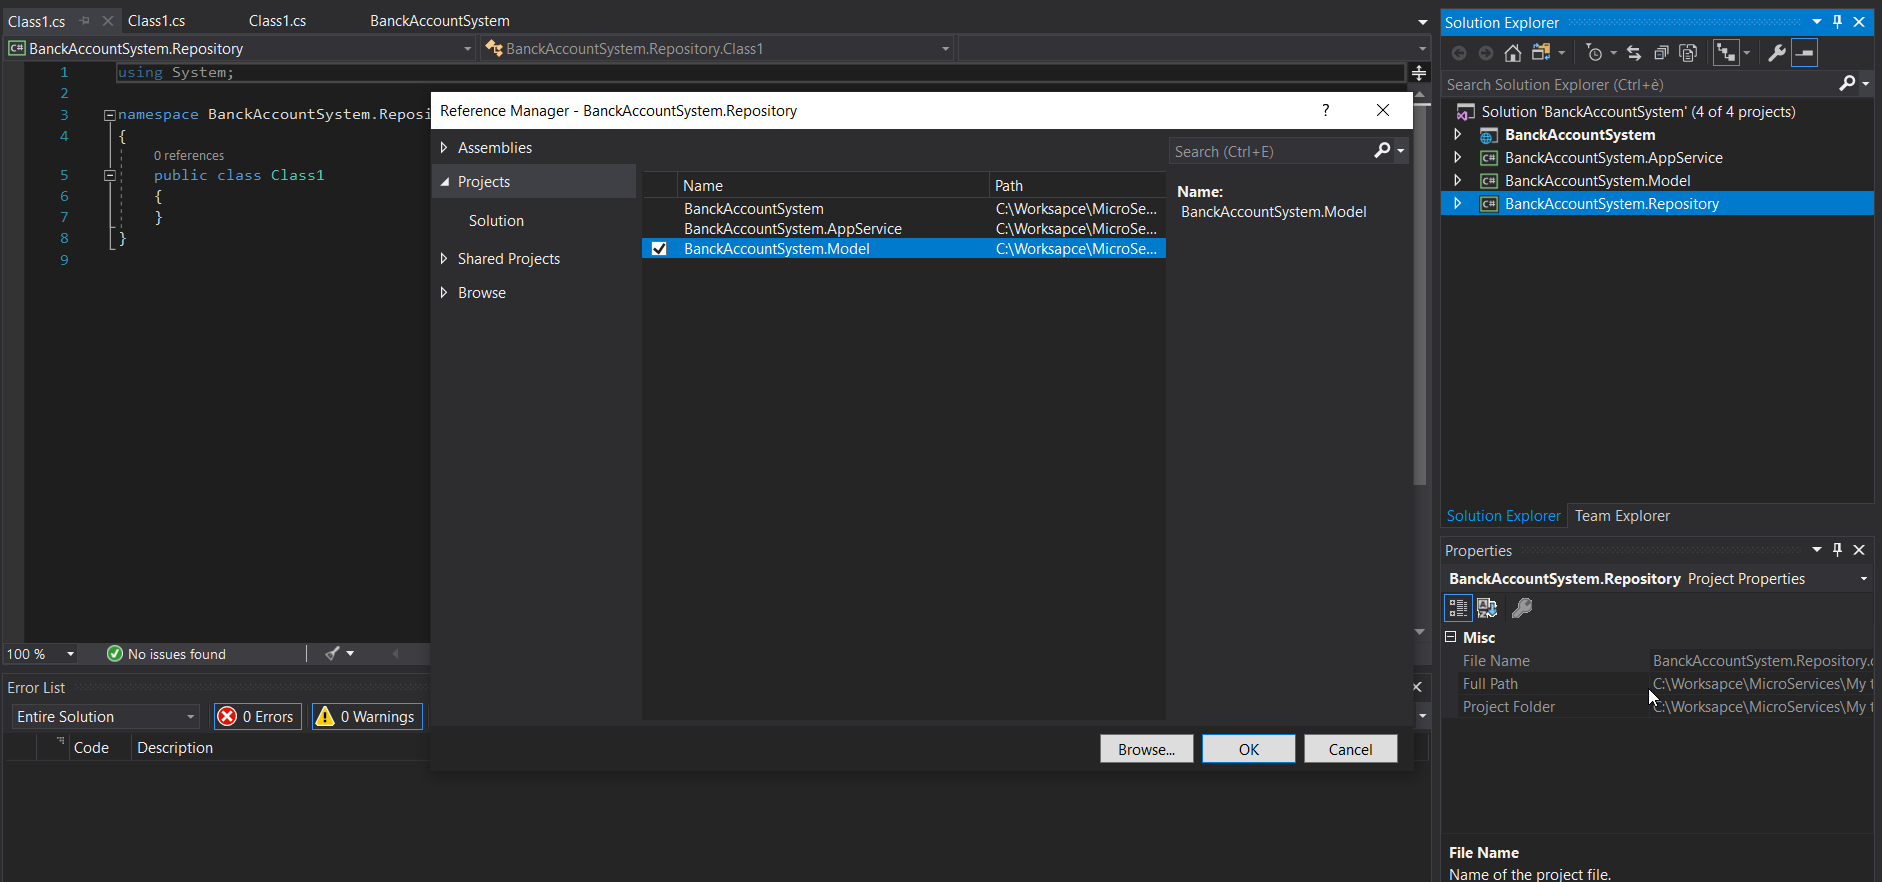 Class1.cs
Class1.cs
Class1.cs
BanckAccountSystem
BanckAccountSystem.Repository
BanckAccountSystem.Repository.Class1
1
using System;
2
3
namespace BanckAccountSystem.Reposi
4
{
0 references
5
public class Class1
6
{
7
}
8
}
9
100 %
No issues found
Error List
Entire Solution
0 Errors
0 Warnings
Code
Description
Reference Manager - BanckAccountSystem.Repository
?
Assemblies
Projects
Solution
Shared Projects
Browse
Search (Ctrl+E)
Name
Path
BanckAccountSystem
C:\Worksapce\MicroSe...
BanckAccountSystem.AppService
C:\Worksapce\MicroSe...
BanckAccountSystem.Model
C:\Worksapce\MicroSe...
Name:
BanckAccountSystem.Model
Browse...
OK
Cancel
Solution Explorer
Search Solution Explorer (Ctrl+è)
Solution 'BanckAccountSystem' (4 of 4 projects)
BanckAccountSystem
C# BanckAccountSystem.AppService
C# BanckAccountSystem.Model
C# BanckAccountSystem.Repository
Solution Explorer
Team Explorer
Properties
BanckAccountSystem.Repository Project Properties
Misc
File Name
BanckAccountSystem.Repository.c
Full Path
C:\Worksapce\MicroServices\My t
Project Folder
C:\Worksapce\MicroServices\My t
File Name
Name of the project file.